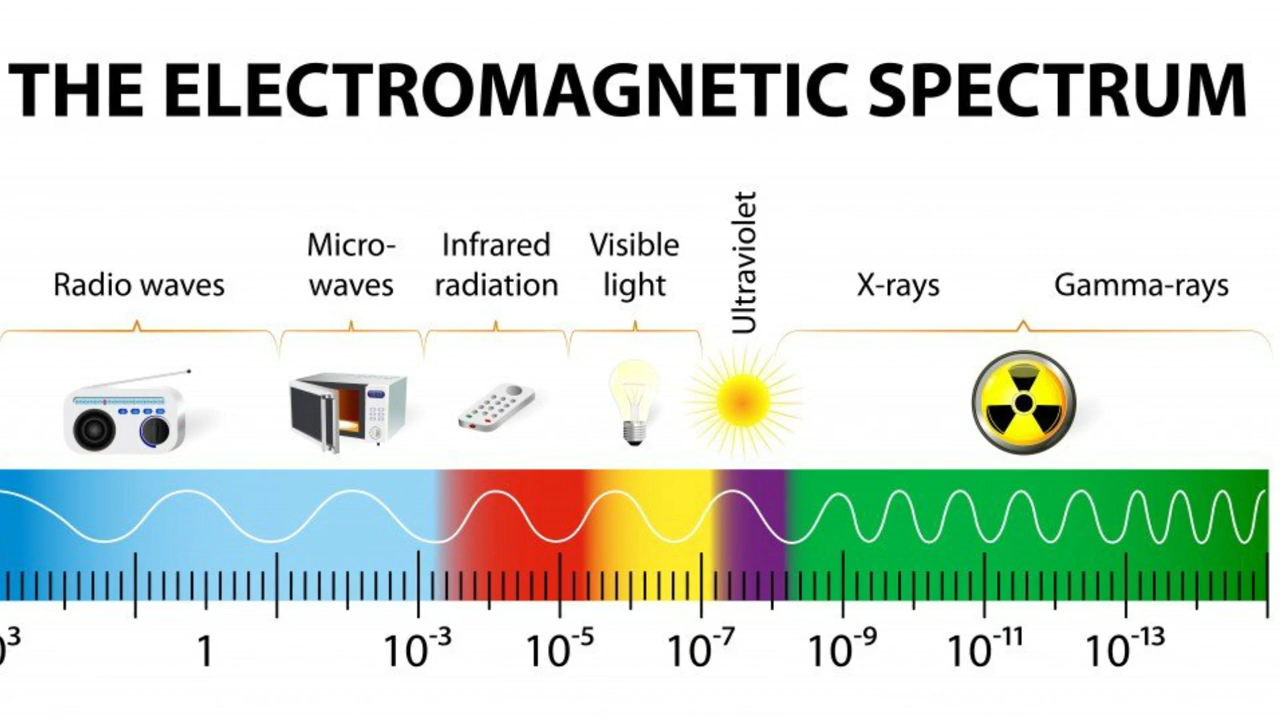 THE ELECTROMAGNETIC SPECTRUM
Radio waves
Micro-
waves
Infrared
radiation
Visible
light
Ultraviolet
X-rays
Gamma-rays
1
10⁻³
10⁻⁵
10⁻⁷
10⁻⁹
10⁻¹¹
10⁻¹³